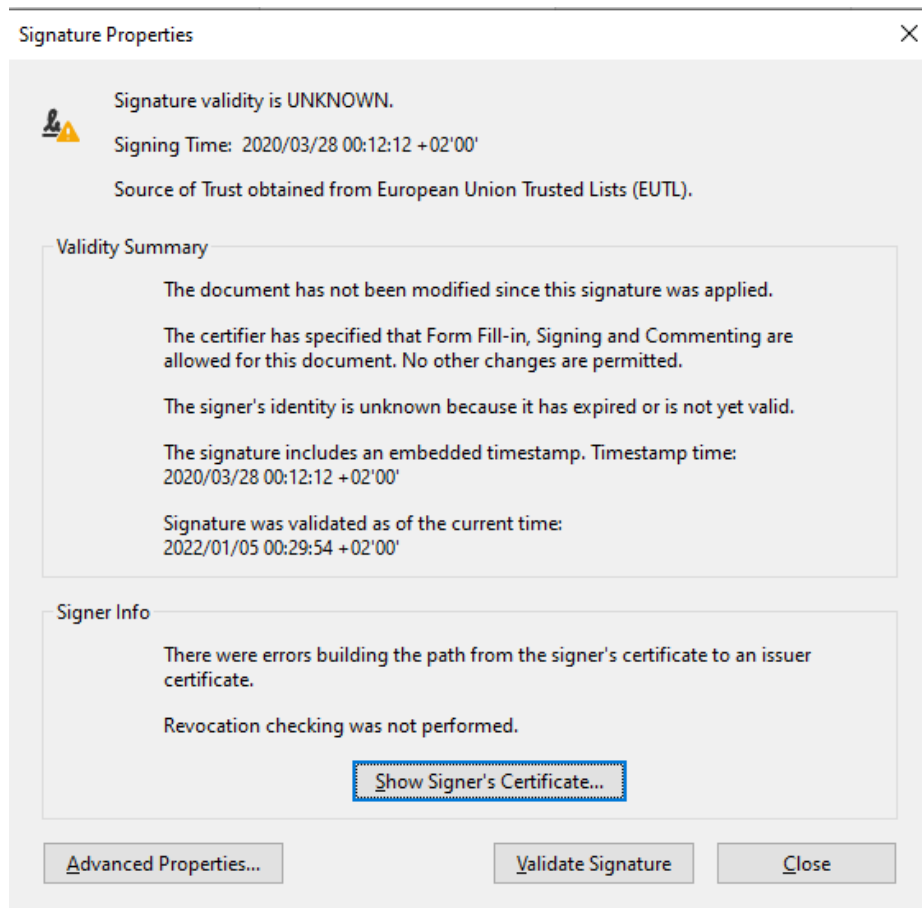 Signature Properties
Signature validity is UNKNOWN.
Signing Time: 2020/03/28 00:12:12 +02'00'
Source of Trust obtained from European Union Trusted Lists (EUTL).
Validity Summary
The document has not been modified since this signature was applied.
The certifier has specified that Form Fill-in, Signing and Commenting are
allowed for this document. No other changes are permitted.
The signer's identity is unknown because it has expired or is not yet valid.
The signature includes an embedded timestamp. Timestamp time:
2020/03/28 00:12:12 +02'00'
Signature was validated as of the current time:
2022/01/05 00:29:54 +02'00'
Signer Info
There were errors building the path from the signer's certificate to an issuer
certificate.
Revocation checking was not performed.
Show Signer's Certificate...
Advanced Properties...
Validate Signature
Close